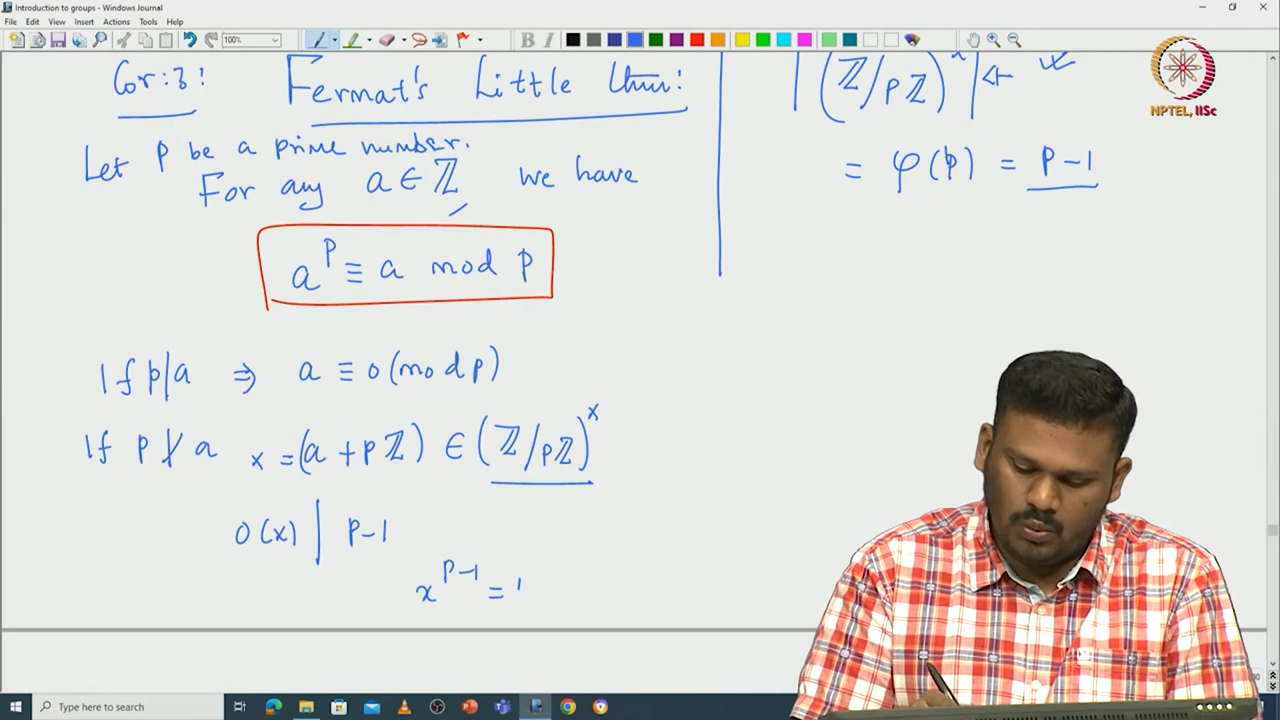 Introduction to groups - Windows Journal
File Edit View Insert Actions Tools Help
100%
Cor:3! Fermat's Little thm:
Let p be a prime number.
For any a ∈ ℤ we have
a^p ≡ a mod p
If p|a ⇒ a ≡ 0 (mod p)
If p ∤ a x = (a + pℤ) ∈ (ℤ/pℤ)^×
O(x) | p-1
x^{p-1} =
|(ℤ/pℤ)^×|
= φ(p) = p-1
NPTEL, IISc
Type here to search